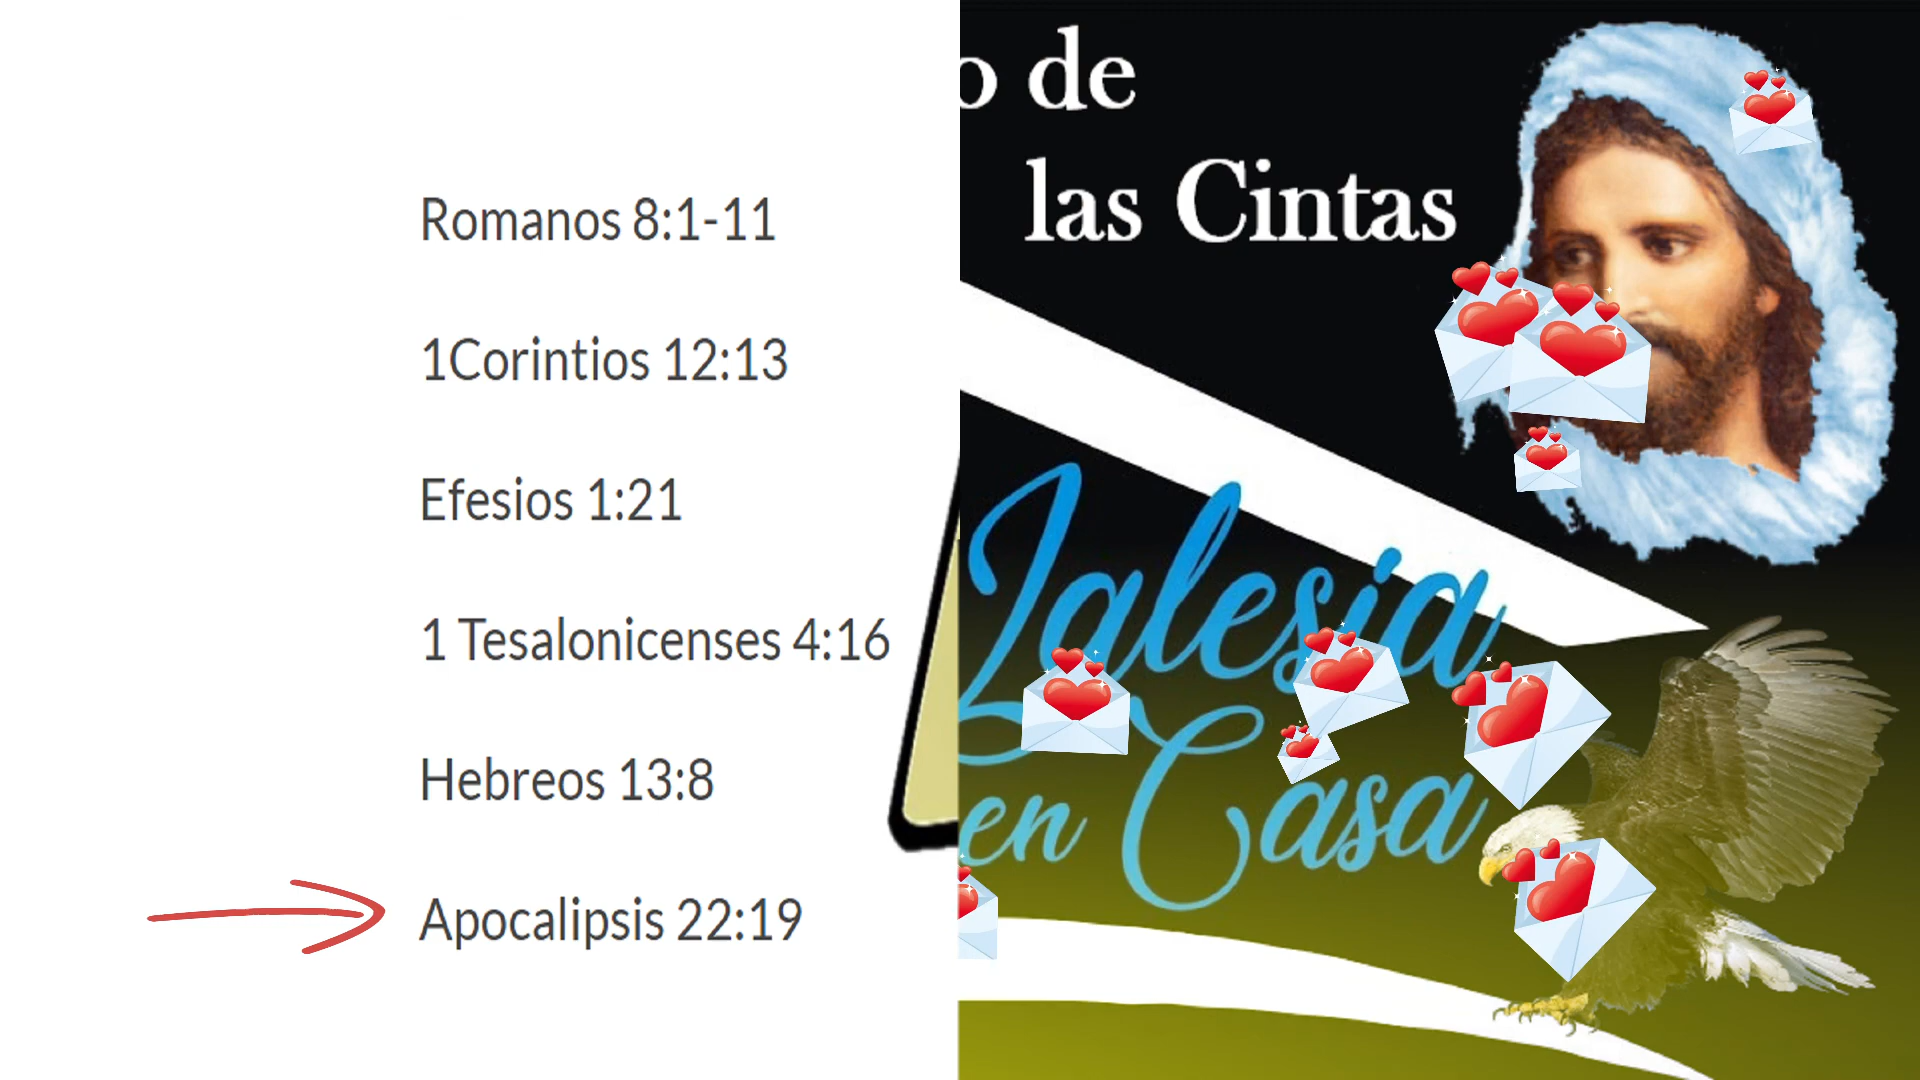 Romanos 8:1-11
1Corintios 12:13
Efesios 1:21
1 Tesalonicenses 4:16
Hebreos 13:8
Apocalipsis 22:19
o de
las Cintas
Iglesia
en Casa